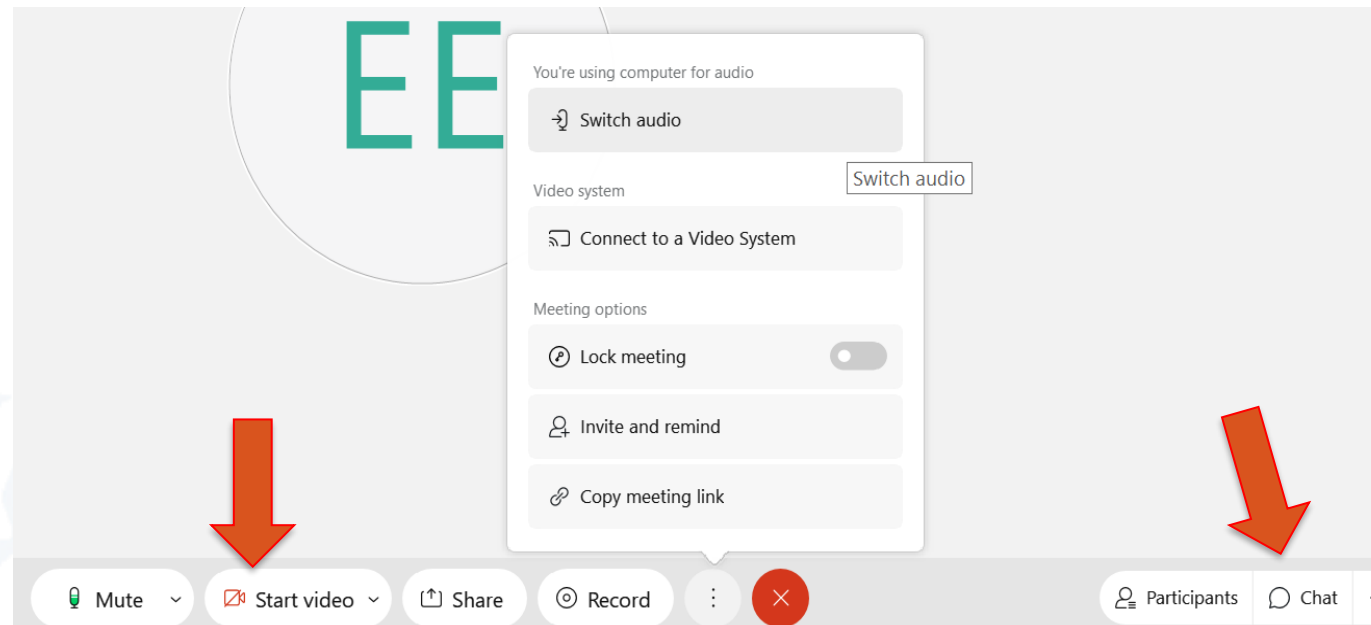 EE
You're using computer for audio
Switch audio
Switch audio
Video system
Connect to a Video System
Meeting options
Lock meeting
Invite and remind
Copy meeting link
Mute
Start video
Share
Record
Participants
Chat